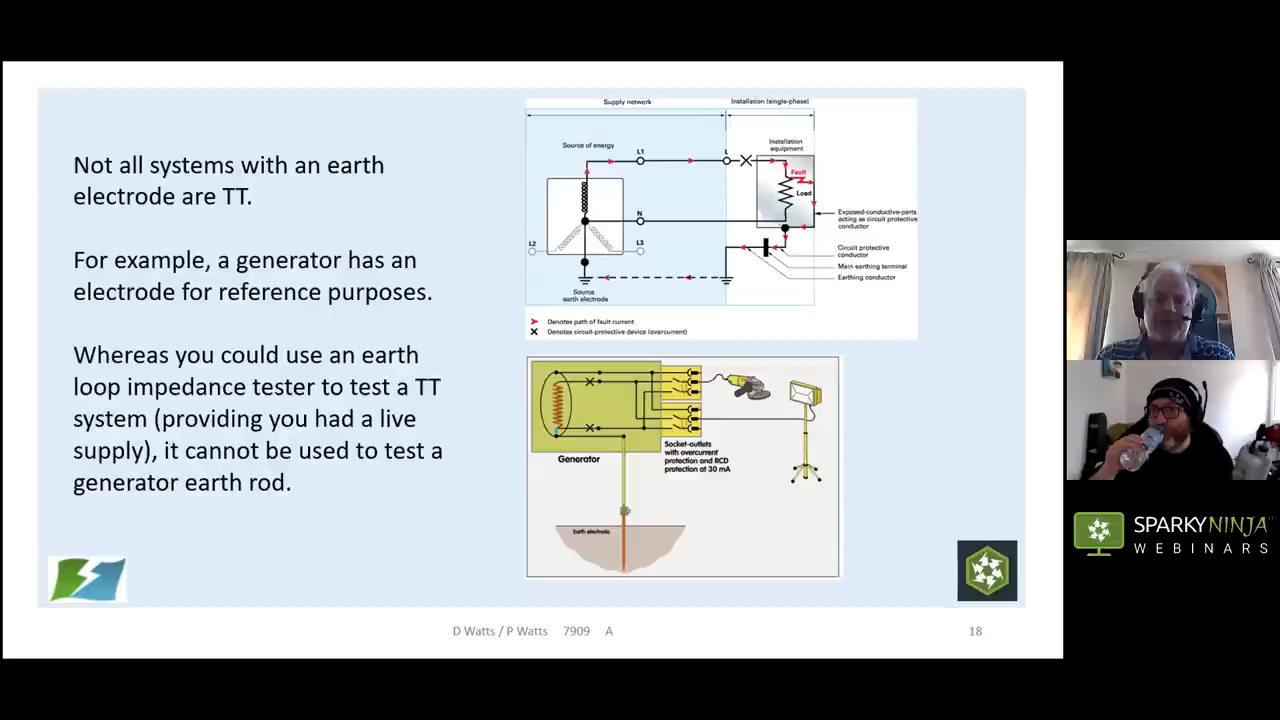 Not all systems with an earth
electrode are TT.
For example, a generator has an
electrode for reference purposes.
Whereas you could use an earth
loop impedance tester to test a TT
system (providing you had a live
supply), it cannot be used to test a
generator earth rod.
Supply network
Installation (single-phase)
Source of energy
L1
L
Installation
equipment
Fault
Load
N
L2
L3
Exposed-conductive-parts
acting as circuit protective
conductor
Circuit protective
conductor
Main earthing terminal
Earthing conductor
Source
earth electrode
Denotes path of fault current
Denotes circuit-protective device (overcurrent)
Generator
Socket-outlets
with overcurrent
protection and RCD
protection at 30 mA
Earth electrode
D Watts / P Watts 7909 A
18
SPARKYNINJA
WEBINARS